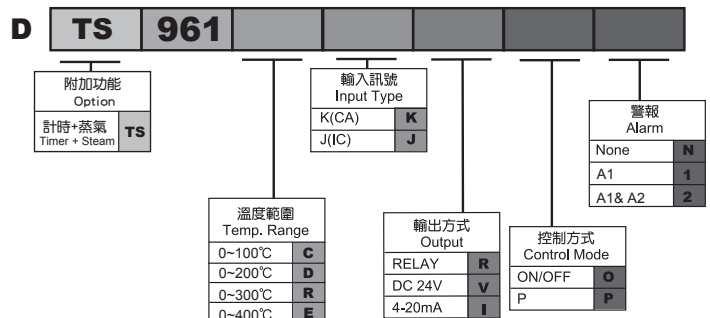 D TS 961
附加功能
Option
計時+蒸氣 TS
Timer + Steam
溫度範圍
Temp. Range
0~100℃ C
0~200℃ D
0~300℃ R
0~400℃ E
輸入訊號
Input Type
K(CA) K
J(IC) J
輸出方式
Output
RELAY R
DC 24V V
4-20mA I
控制方式
Control Mode
ON/OFF O
P P
警報
Alarm
None N
A1 1
A1& A2 2